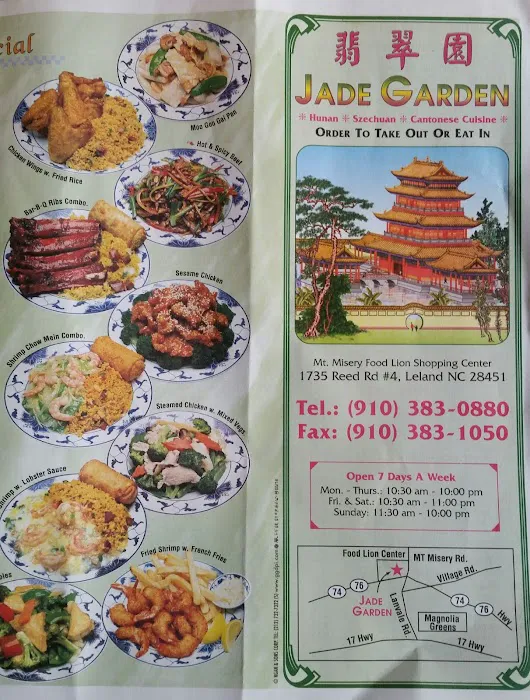 cial
Moo Goo Gai Pan
Chicken Wings w. Fried Rice
Hot & Spicy Beef
Bar-B-Q Ribs Combo.
Sesame Chicken
Shrimp Chow Mein Combo.
Steamed Chicken w. Mixed Vegs
Shrimp w. Lobster Sauce
Fried Shrimp w. French Fries
翡翠園
JADE GARDEN
Hunan Szechuan Cantonese Cuisine
ORDER TO TAKE OUT OR EAT IN
Mt. Misery Food Lion Shopping Center
1735 Reed Rd #4, Leland NC 28451
Tel.: (910) 383-0880
Fax: (910) 383-1050
Open 7 Days A Week
Mon. - Thurs.: 10:30 am - 10:00 pm
Fri. & Sat.: 10:30 am - 11:00 pm
Sunday: 11:30 am - 10:00 pm
Food Lion Center
MT Misery Rd.
Village Rd.
74 76
JADE
GARDEN
Lanvale Rd.
74 76 Hwy
Magnolia
Greens
17 Hwy
17 Hwy